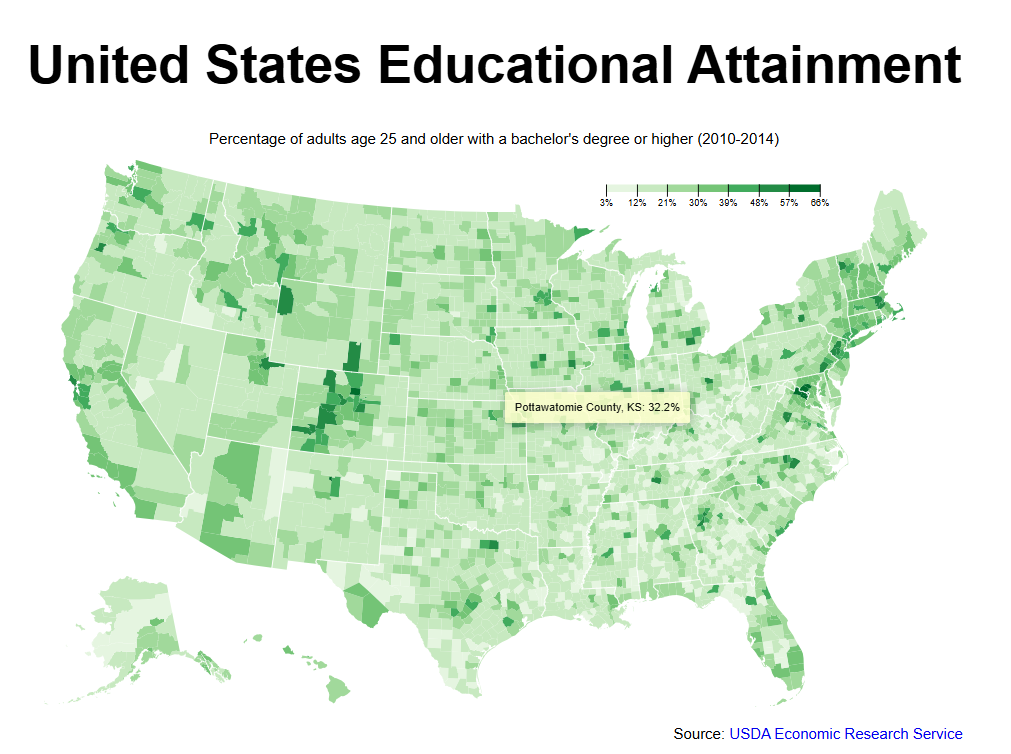 United States Educational Attainment
Percentage of adults age 25 and older with a bachelor's degree or higher (2010-2014)
3% 12% 21% 30% 39% 48% 57% 66%
Pottawatomie County, KS: 32.2%
Source: USDA Economic Research Service